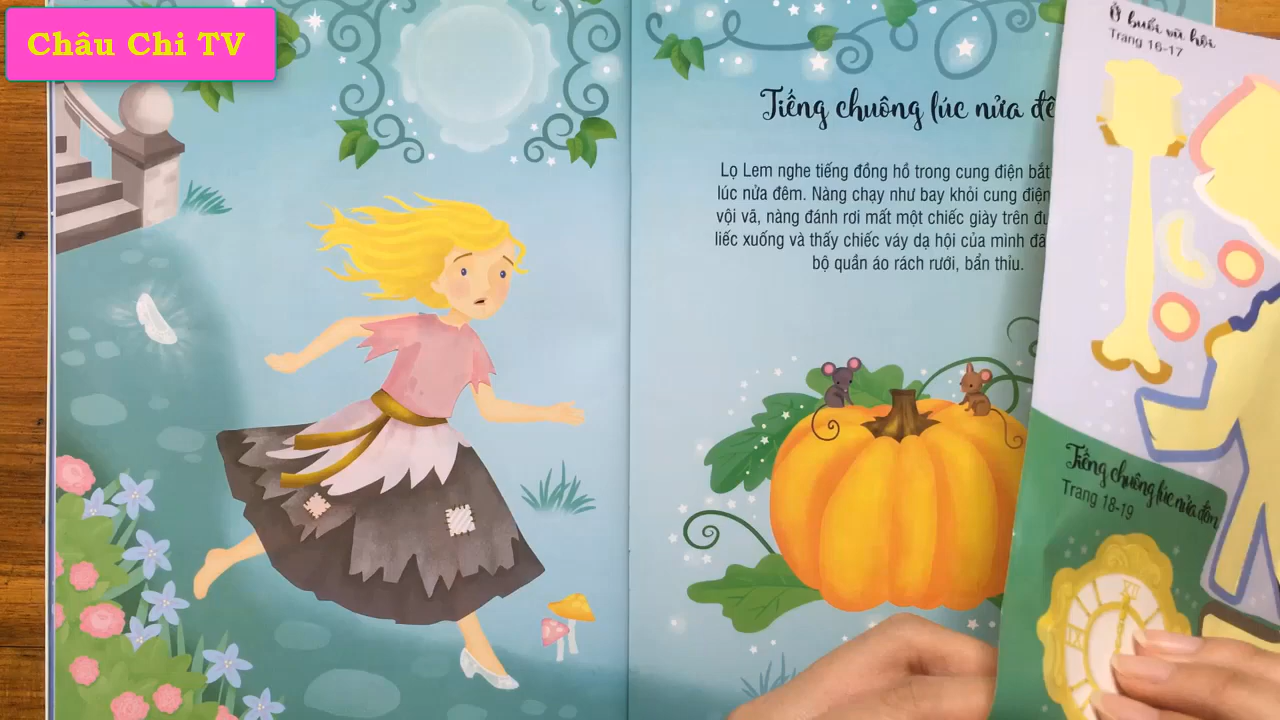 Châu Chi TV
Tiếng chuông lúc nửa đê
Lọ Lem nghe tiếng đồng hồ trong cung điện bắt
lúc nửa đêm. Nàng chạy như bay khỏi cung điện
vội vã, nàng đánh rơi mất một chiếc giày trên đư
liếc xuống và thấy chiếc váy dạ hội của mình đã
bộ quần áo rách rưới, bẩn thỉu.
Ở buổi vũ hội
Trang 16-17
Tiếng chuông lúc nửa đêm
Trang 18-19
XII
IX